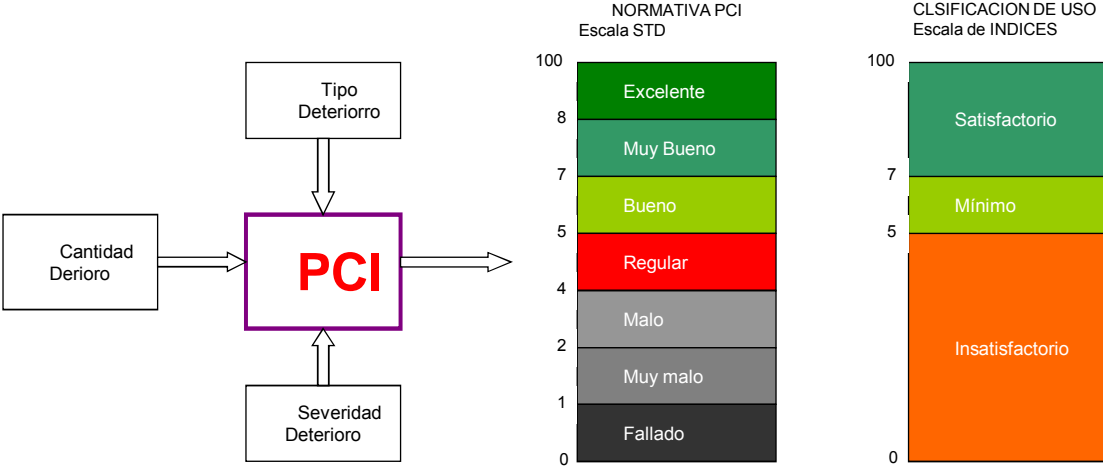 Tipo
Deteriorro
Cantidad
Derioro
PCI
Severidad
Deterioro
NORMATIVA PCI
Escala STD
100
Excelente
8
Muy Bueno
7
Bueno
5
Regular
4
Malo
2
Muy malo
1
Fallado
0
CLSIFICACION DE USO
Escala de INDICES
100
Satisfactorio
7
Mínimo
5
Insatisfactorio
0